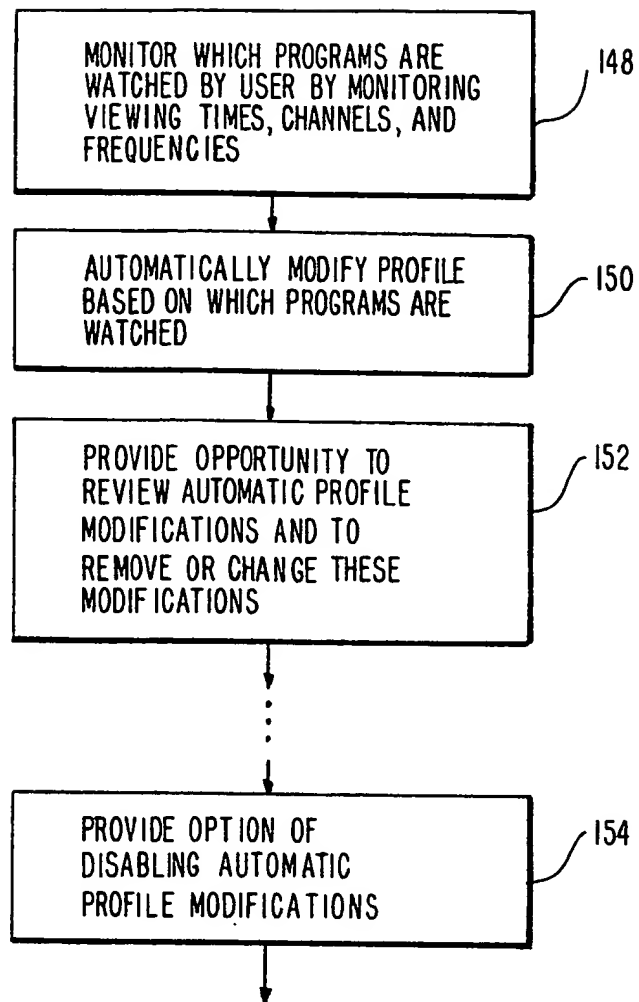 MONITOR WHICH PROGRAMS ARE
WATCHED BY USER BY MONITORING
VIEWING TIMES, CHANNELS, AND
FREQUENCIES
148
AUTOMATICALLY MODIFY PROFILE
BASED ON WHICH PROGRAMS ARE
WATCHED
150
PROVIDE OPPORTUNITY TO
REVIEW AUTOMATIC PROFILE
MODIFICATIONS AND TO
REMOVE OR CHANGE THESE
MODIFICATIONS
152
PROVIDE OPTION OF
DISABLING AUTOMATIC
PROFILE MODIFICATIONS
154